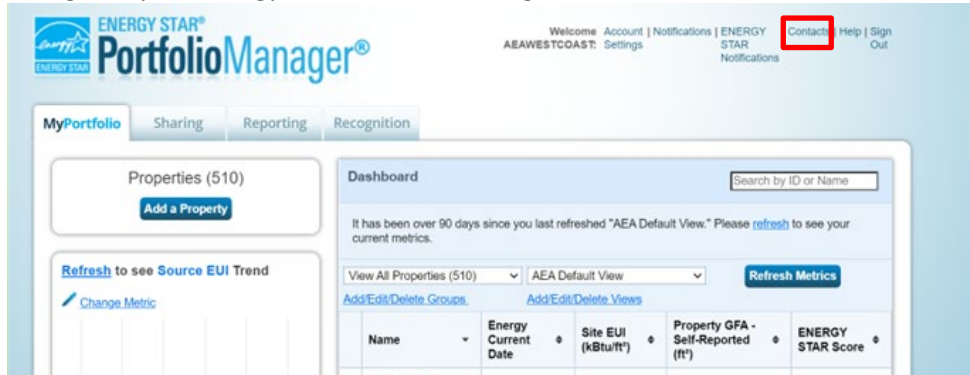 ENERGY STAR®
PortfolioManager®
ENERGY STAR
Welcome
AEAWESTCOAST:
Account
Settings
| Notifications |
ENERGY
STAR
Notifications
Contacts | Help | Sign
Out
MyPortfolio
Sharing
Reporting
Recognition
Properties (510)
Add a Property
Refresh to see Source EUI Trend
Change Metric
Dashboard
Search by ID or Name
It has been over 90 days since you last refreshed "AEA Default View." Please refresh to see your
current metrics.
View All Properties (510)
AEA Default View
Refresh Metrics
Add/Edit/Delete Groups
Add/Edit/Delete Views
Name
Energy
Current
Date
Site EUI
(kBtu/ft²)
Property GFA -
Self-Reported
(ft²)
ENERGY
STAR Score